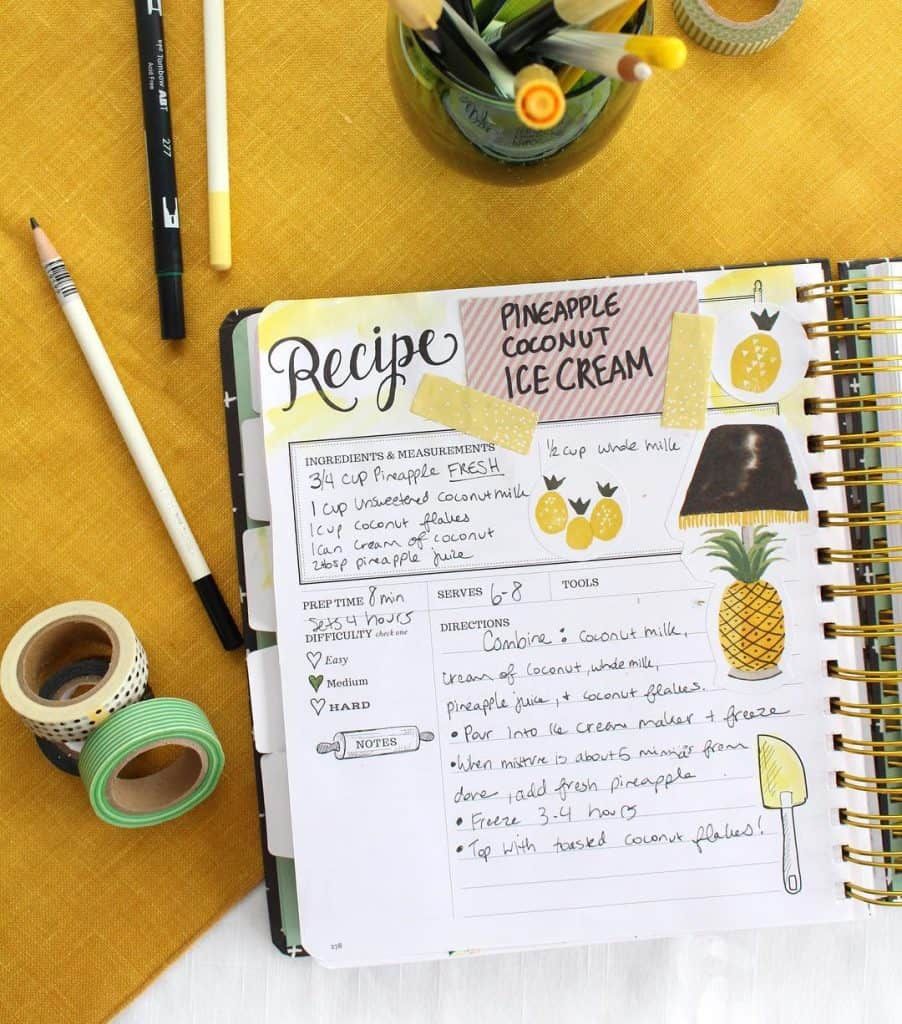 Tombow ABT
Acid Free
277
Recipe
PINEAPPLE
COCONUT
ICE CREAM
INGREDIENTS & MEASUREMENTS
3/4 cup Pineapple FRESH
1 cup unsweetened coconut milk
1 cup coconut flakes
1 can cream of coconut
2 tbsp pineapple juice
1/2 cup whole milk
PREP TIME 8 min
sets 4 hours
SERVES 6-8
TOOLS
DIFFICULTY check one
Easy
Medium
HARD
NOTES
DIRECTIONS
Combine: coconut milk,
cream of coconut, whole milk,
pineapple juice, + coconut flakes.
• Pour into Ice cream maker + freeze
• When mixture is about 5 minutes from
done, add fresh pineapple
• Freeze 3-4 hours
• Top with toasted coconut flakes!
278